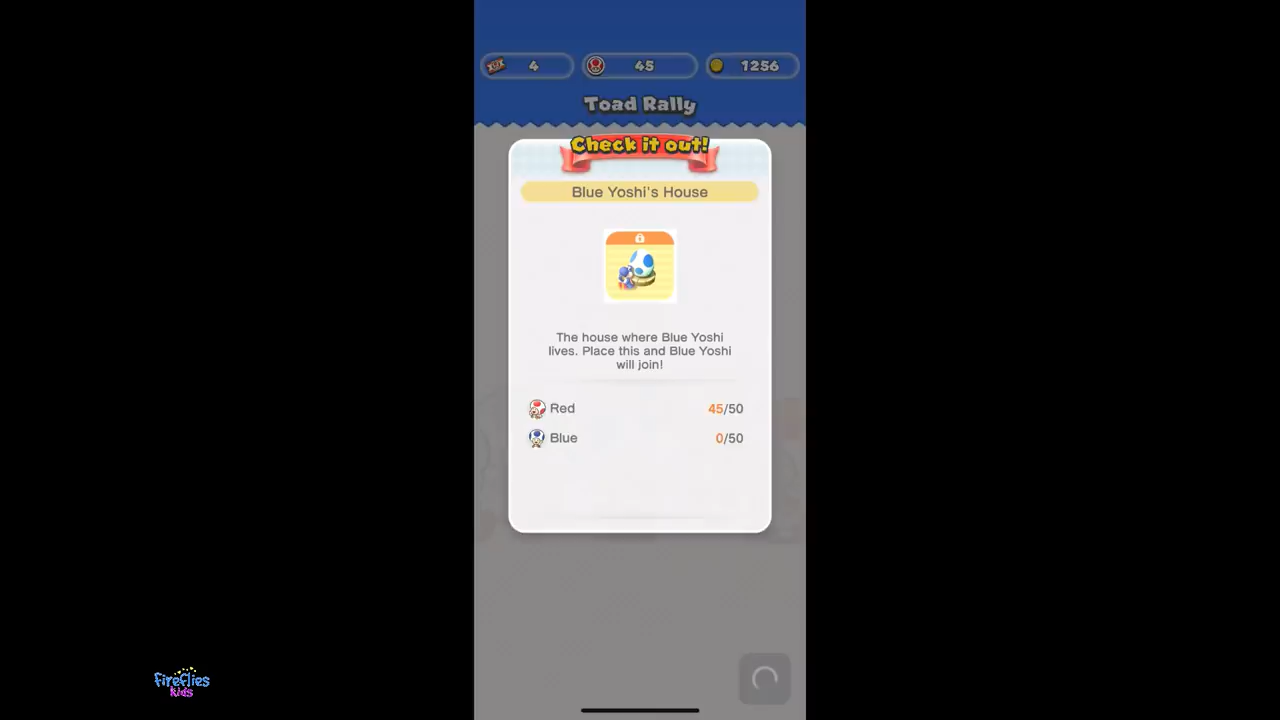 4 45 1256
Toad Rally
Check it out!
Blue Yoshi's House
The house where Blue Yoshi
lives. Place this and Blue Yoshi
will join!
Red 45/50
Blue 0/50
fireflies
kids